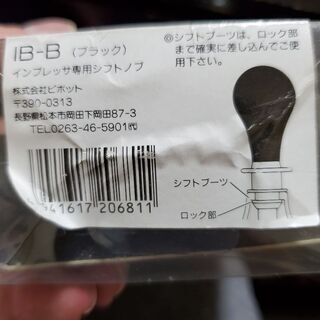 IB-B（ブラック）
インプレッサ専用シフトノブ
株式会社ピボット
〒390-0313
長野県松本市岡田下岡田87-3
TEL0263-46-5901㈹
◎シフトブーツは、ロック部
まで確実に差し込んでご使
用下さい。
シフトブーツ
ロック部
41617 206811